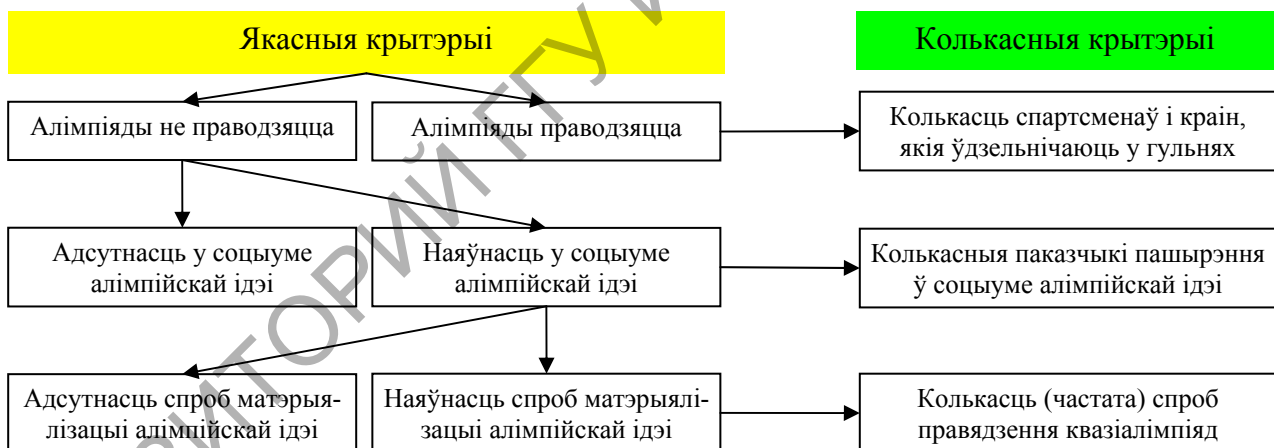 Якасныя крытэрыі
Колькасныя крытэрыі
Алімпіяды не праводзяцца
Алімпіяды праводзяцца
Колькасць спартсменаў і краін,
якія ўдзельнічаюць у гульнях
Адсутнасць у соцыуме
алімпійскай ідэі
Наяўнасць у соцыуме
алімпійскай ідэі
Колькасныя паказчыкі пашырэння
ў соцыуме алімпійскай ідэі
Адсутнасць спроб матэрыя-
лізацыі алімпійскай ідэі
Наяўнасць спроб матэрыялі-
зацыі алімпійскай ідэі
Колькасць (частата) спроб
правядзення квазіалімпіяд
ИТОРИЙ ГГУ И